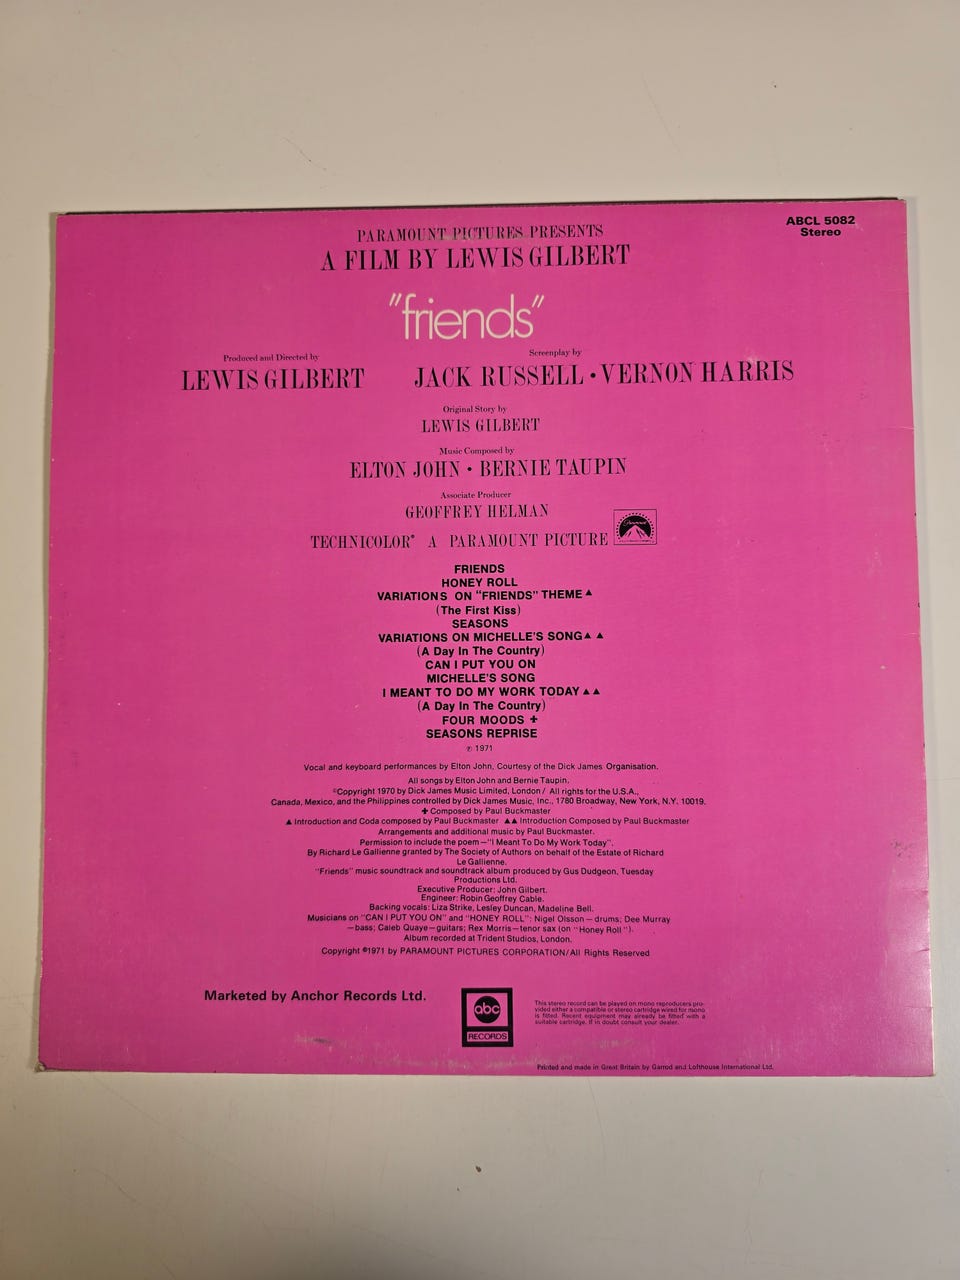 ABCL 5082
Stereo
PARAMOUNT PICTURES PRESENTS
A FILM BY LEWIS GILBERT
"friends"
Produced and Directed by
LEWIS GILBERT
Screenplay by
JACK RUSSELL • VERNON HARRIS
Original Story by
LEWIS GILBERT
Music Composed by
ELTON JOHN • BERNIE TAUPIN
Associate Producer
GEOFFREY HELMAN
TECHNICOLOR® A PARAMOUNT PICTURE
Paramount
FRIENDS
HONEY ROLL
VARIATIONS ON "FRIENDS" THEME ▲
(The First Kiss)
SEASONS
VARIATIONS ON MICHELLE'S SONG ▲ ▲
(A Day In The Country)
CAN I PUT YOU ON
MICHELLE'S SONG
I MEANT TO DO MY WORK TODAY ▲ ▲
(A Day In The Country)
FOUR MOODS +
SEASONS REPRISE
℗ 1971
Vocal and keyboard performances by Elton John, Courtesy of the Dick James Organisation.
All songs by Elton John and Bernie Taupin.
©Copyright 1970 by Dick James Music Limited, London / All rights for the U.S.A.,
Canada, Mexico, and the Philippines controlled by Dick James Music, Inc., 1780 Broadway, New York, N.Y. 10019.
+ Composed by Paul Buckmaster
▲ Introduction and Coda composed by Paul Buckmaster ▲▲ Introduction Composed by Paul Buckmaster
Arrangements and additional music by Paul Buckmaster.
Permission to include the poem—"I Meant To Do My Work Today".
By Richard Le Gallienne granted by The Society of Authors on behalf of the Estate of Richard
Le Gallienne.
"Friends" music soundtrack and soundtrack album produced by Gus Dudgeon, Tuesday
Productions Ltd.
Executive Producer: John Gilbert.
Engineer: Robin Geoffrey Cable.
Backing vocals: Liza Strike, Lesley Duncan, Madeline Bell.
Musicians on "CAN I PUT YOU ON" and "HONEY ROLL": Nigel Olsson—drums; Dee Murray
—bass; Caleb Quaye—guitars; Rex Morris—tenor sax (on "Honey Roll").
Album recorded at Trident Studios, London.
Copyright ©1971 by PARAMOUNT PICTURES CORPORATION/All Rights Reserved
Marketed by Anchor Records Ltd.
abc
RECORDS
This stereo record can be played on mono reproducers pro-
vided either a compatible or stereo cartridge wired for mono
is fitted. Recent equipment may already be fitted with a
suitable cartridge. If in doubt consult your dealer.
Printed and made in Great Britain by Garrod and Lofthouse International Ltd.